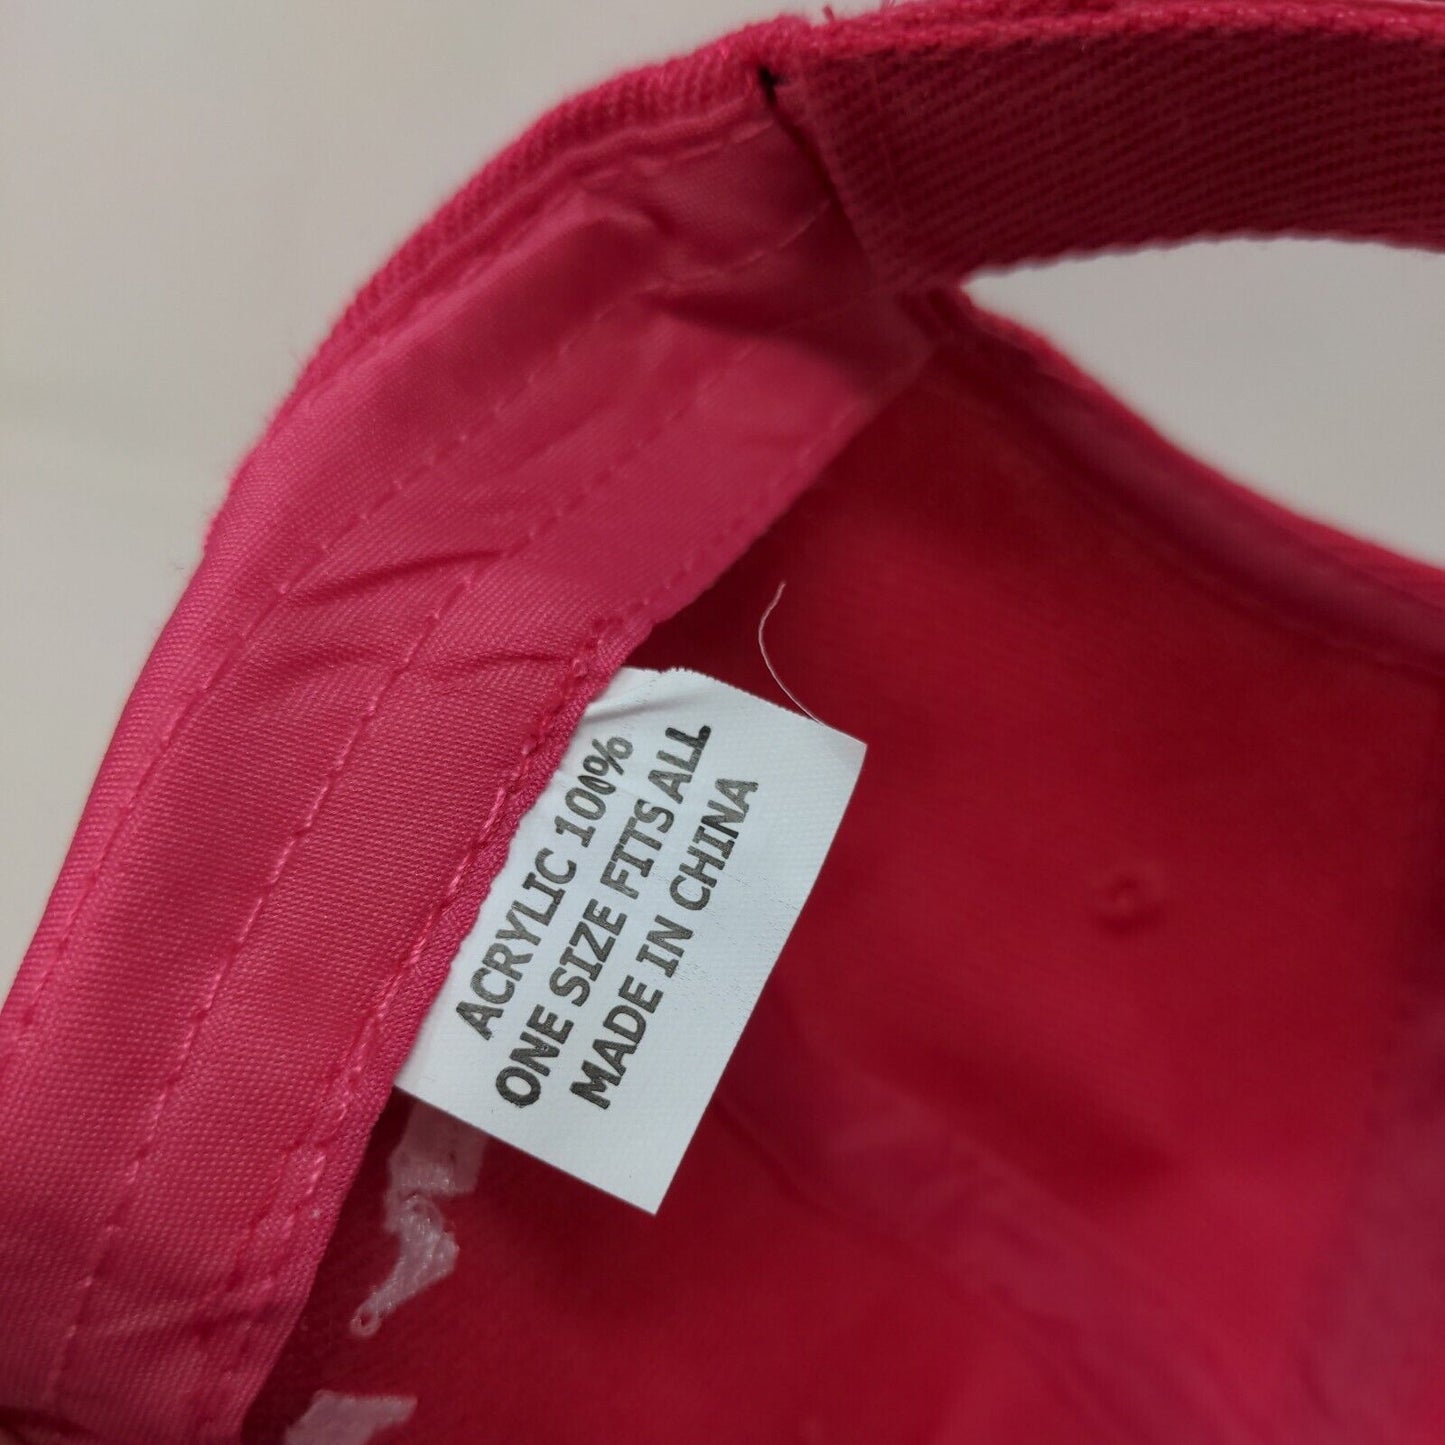 ACRYLIC 100%
ONE SIZE FITS ALL
MADE IN CHINA